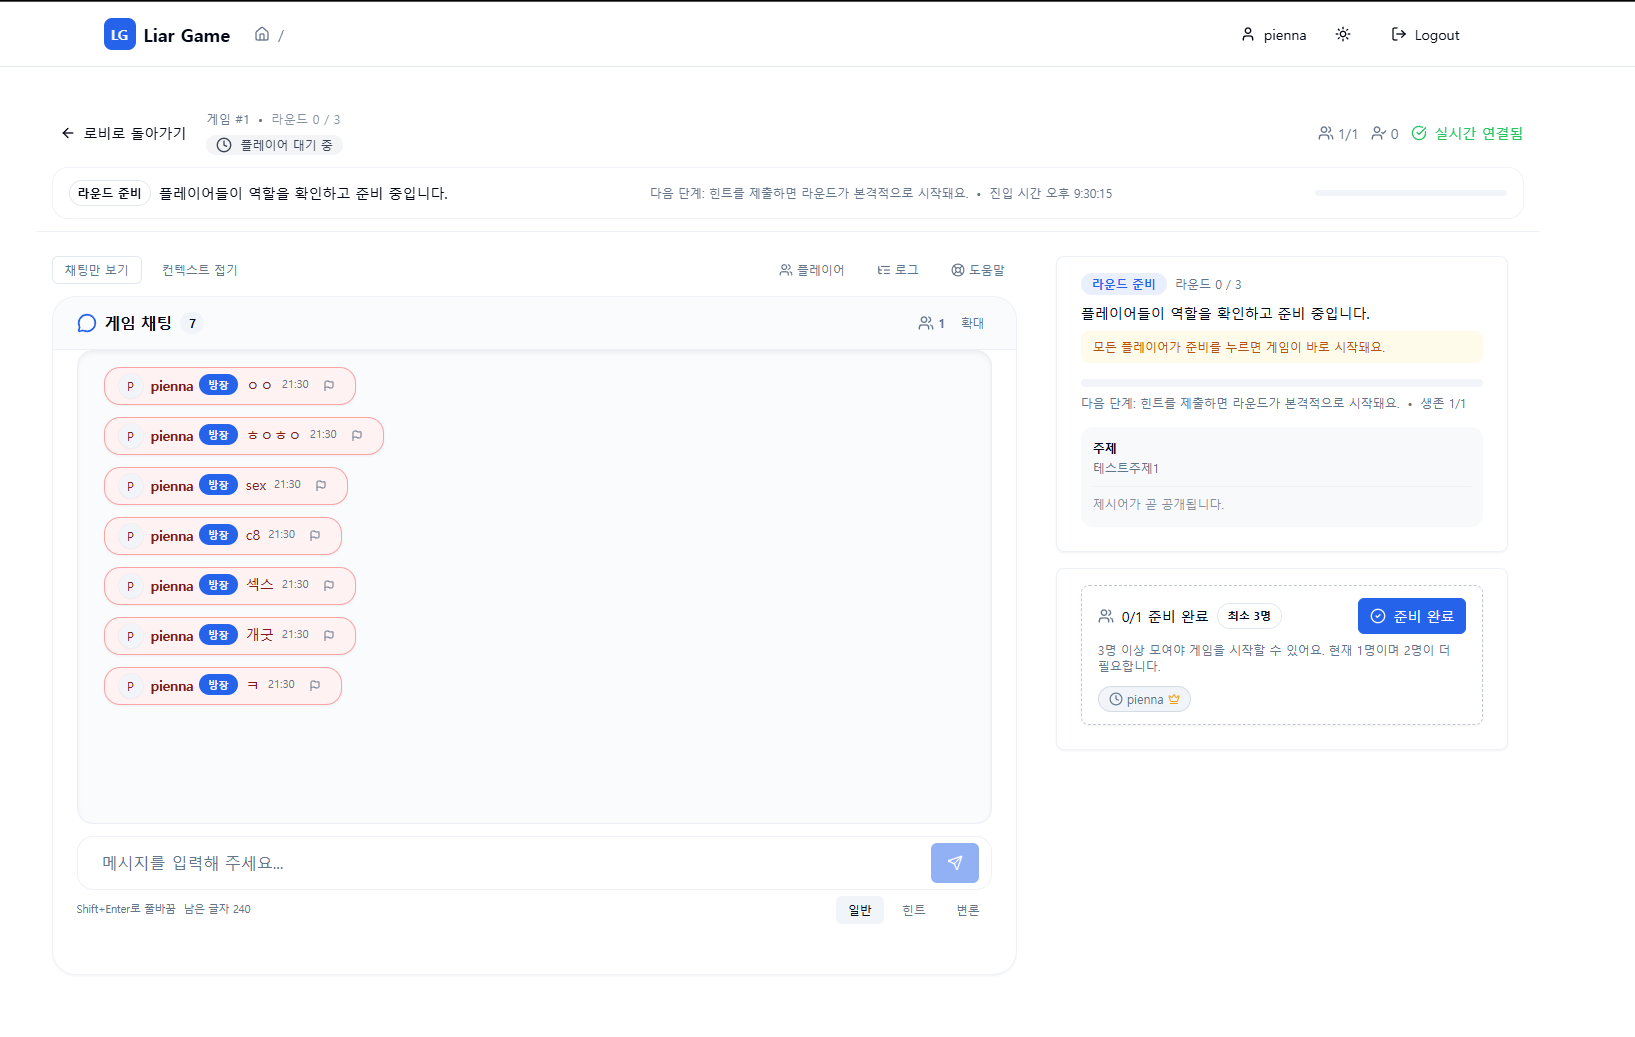 LG Liar Game /
pienna
Logout
로비로 돌아가기
게임 #1 • 라운드 0 / 3
플레이어 대기 중
1/1 0 실시간 연결됨
라운드 준비 플레이어들이 역할을 확인하고 준비 중입니다.
다음 단계: 힌트를 제출하면 라운드가 본격적으로 시작돼요. • 진입 시간 오후 9:30:15
채팅만 보기 컨텍스트 접기
플레이어 로그 도움말
게임 채팅 7
1 확대
P pienna 방장 ㅇㅇ 21:30
P pienna 방장 ㅎㅇㅎㅇ 21:30
P pienna 방장 sex 21:30
P pienna 방장 c8 21:30
P pienna 방장 섹스 21:30
P pienna 방장 개굿 21:30
P pienna 방장 ㅋ 21:30
메시지를 입력해 주세요...
Shift+Enter로 줄바꿈 남은 글자 240
일반 힌트 변론
라운드 준비 라운드 0 / 3
플레이어들이 역할을 확인하고 준비 중입니다.
모든 플레이어가 준비를 누르면 게임이 바로 시작돼요.
다음 단계: 힌트를 제출하면 라운드가 본격적으로 시작돼요. • 생존 1/1
주제
테스트주제1
제시어가 곧 공개됩니다.
0/1 준비 완료 최소 3명
준비 완료
3명 이상 모여야 게임을 시작할 수 있어요. 현재 1명이며 2명이 더
필요합니다.
pienna